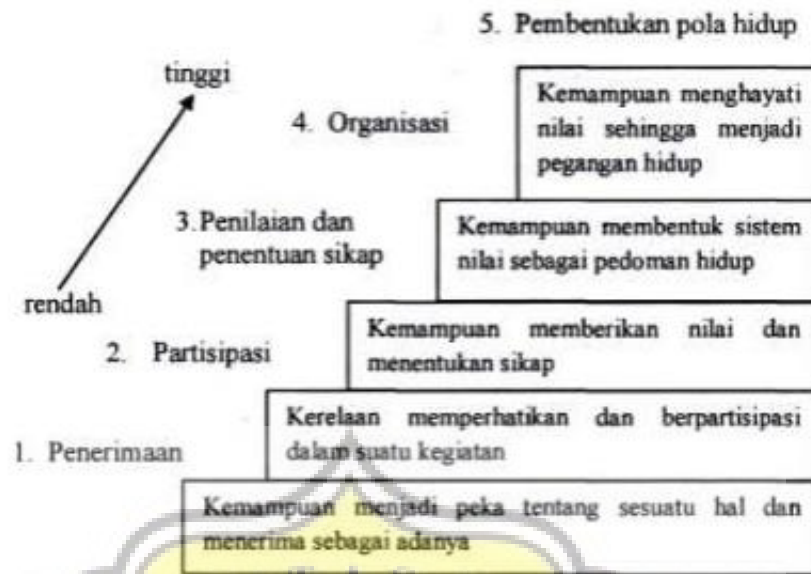 5. Pembentukan pola hidup
tinggi
Kemampuan menghayati
nilai sehingga menjadi
pegangan hidup
4. Organisasi
3. Penilaian dan
penentuan sikap
Kemampuan membentuk sistem
nilai sebagai pedoman hidup
rendah
Kemampuan memberikan nilai dan
menentukan sikap
2. Partisipasi
Kerelaan memperhatikan dan berpartisipasi
dalam suatu kegiatan
1. Penerimaan
Kemampuan menjadi peka tentang sesuatu hal dan
menerima sebagai adanya